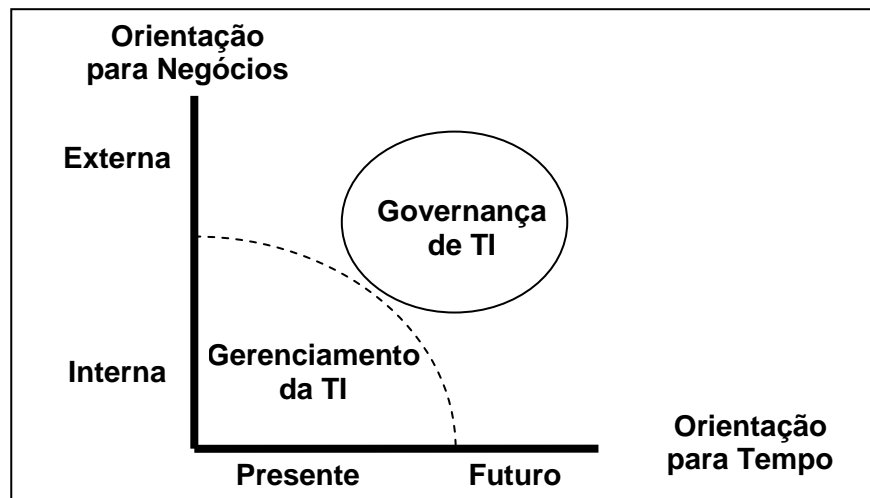 Orientação
para Negócios
Externa
Governança
de TI
Interna
Gerenciamento
da TI
Orientação
para Tempo
Presente
Futuro